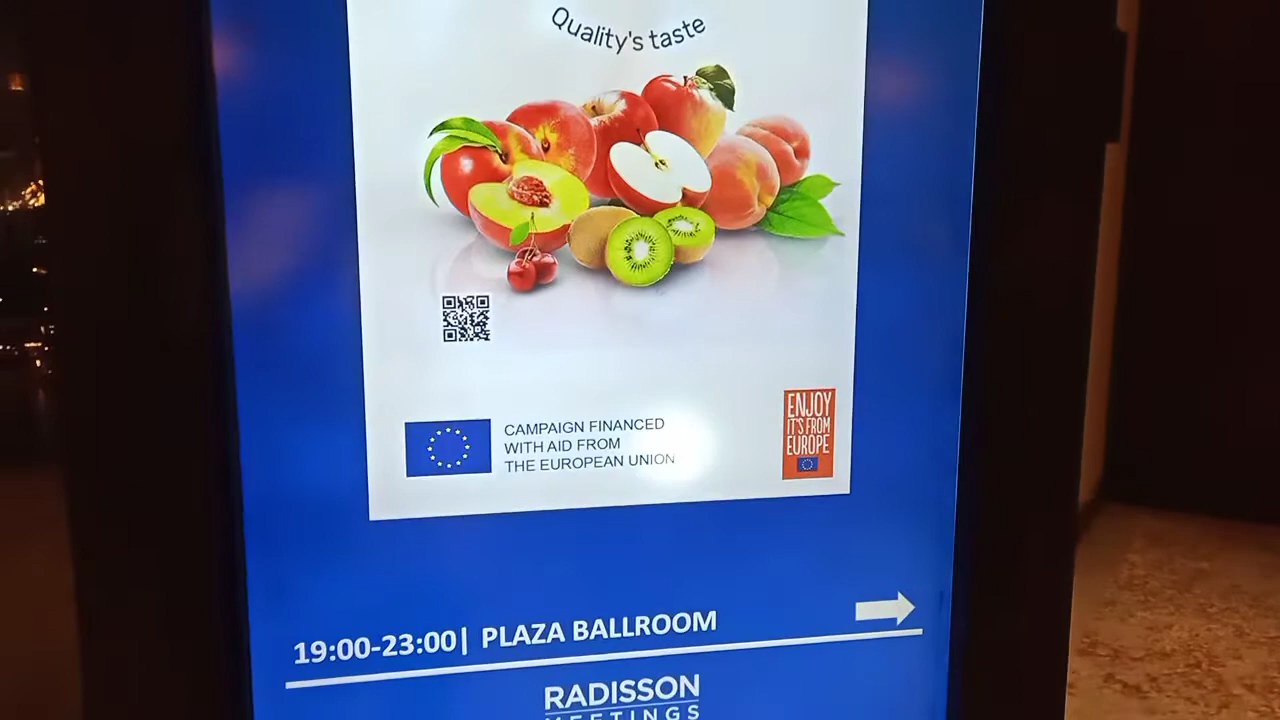 Quality's taste
CAMPAIGN FINANCED
WITH AID FROM
THE EUROPEAN UNION
ENJOY
IT'S FROM
EUROPE
19:00-23:00| PLAZA BALLROOM
RADISSON
MEETINGS